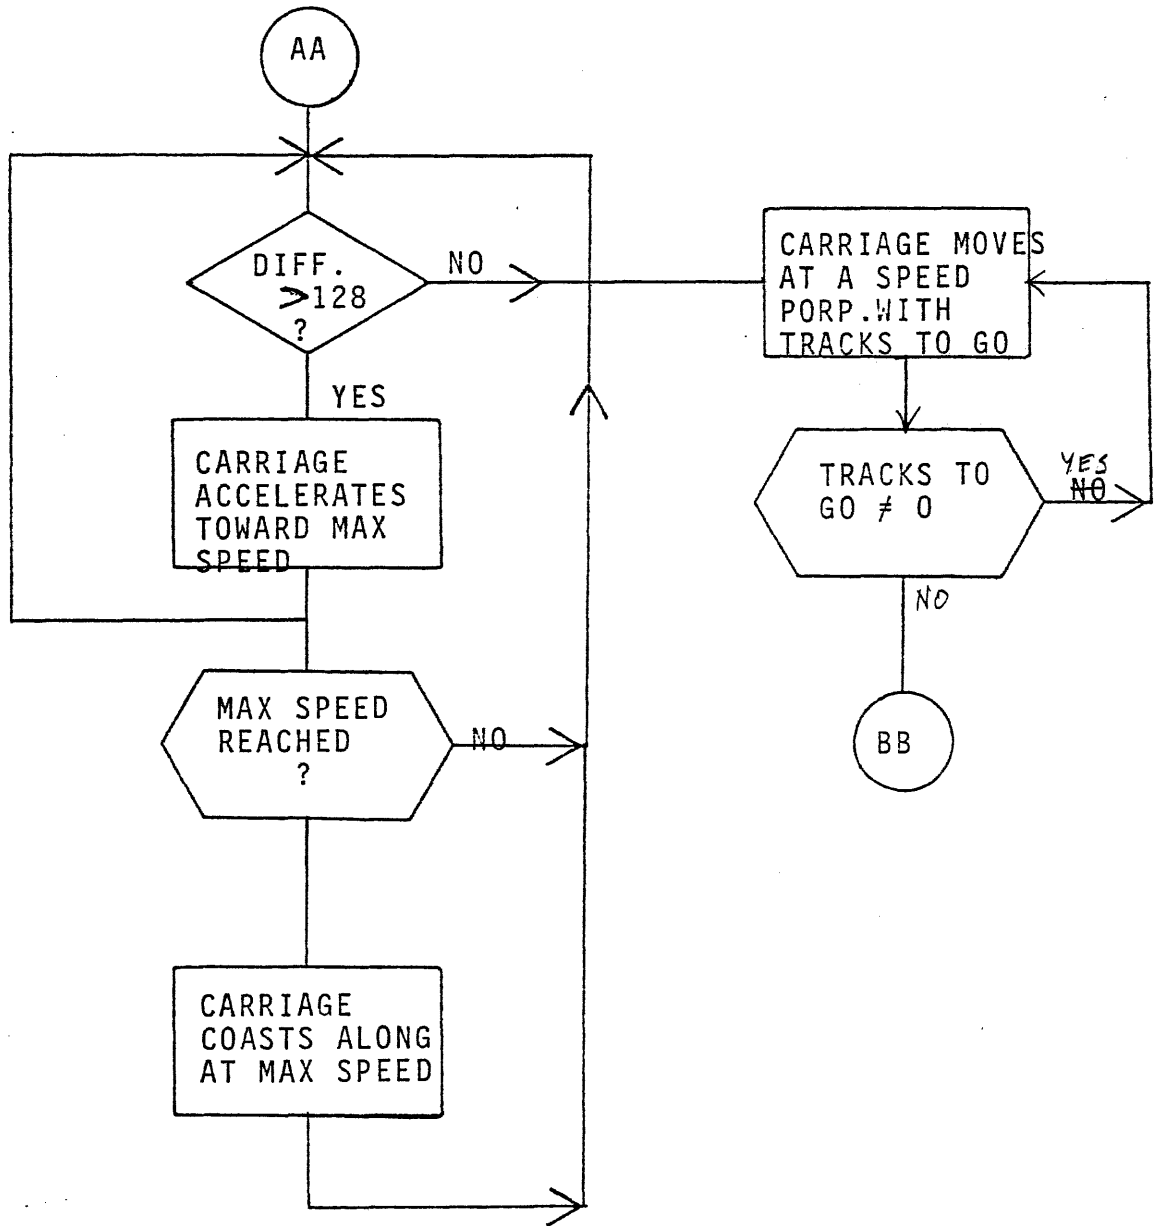 AA
DIFF.
>128
?
NO
YES
CARRIAGE
ACCELERATES
TOWARD MAX
SPEED
MAX SPEED
REACHED
?
NO
CARRIAGE
COASTS ALONG
AT MAX SPEED
CARRIAGE MOVES
AT A SPEED
PORP.WITH
TRACKS TO GO
TRACKS TO
GO ≠ 0
YES
NO
NO
BB